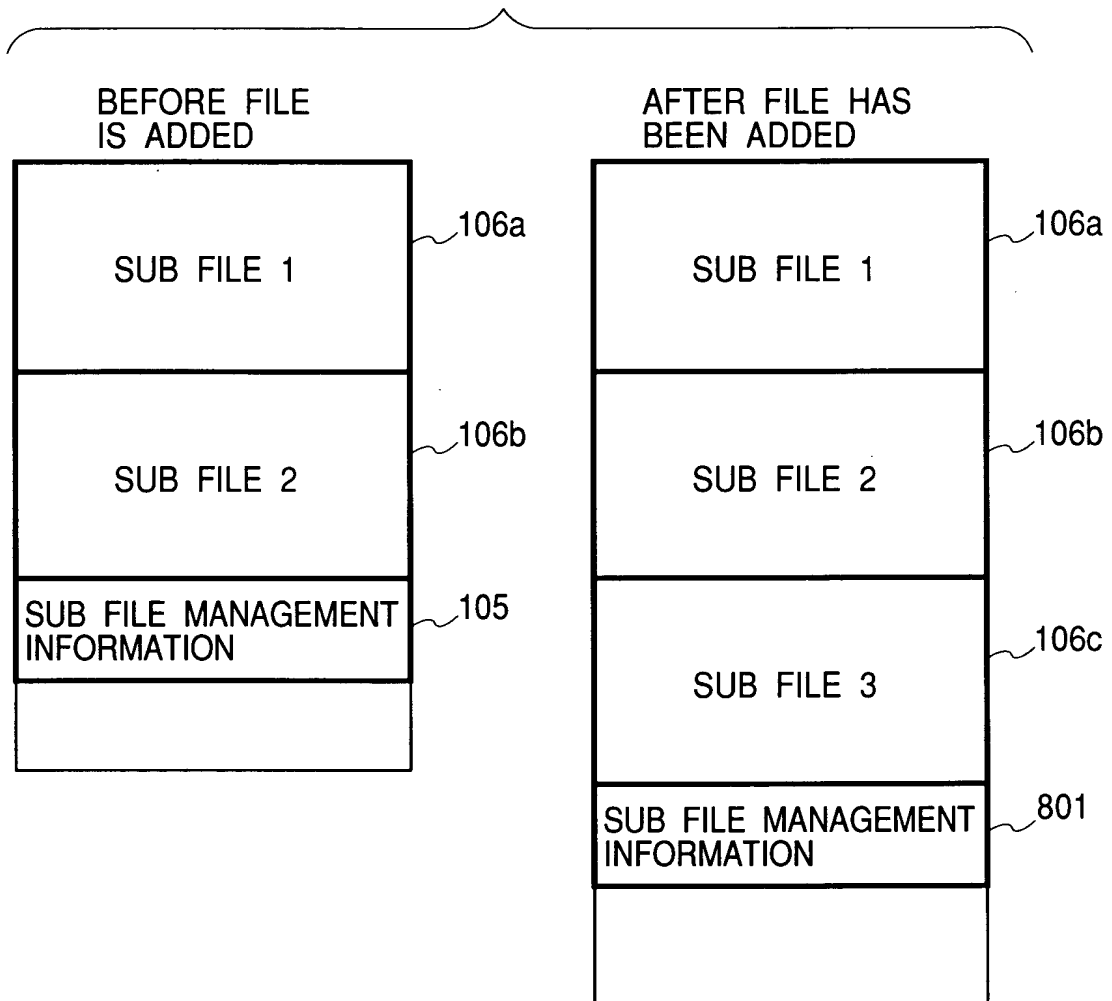 BEFORE FILE
IS ADDED
SUB FILE 1
106a
SUB FILE 2
106b
SUB FILE MANAGEMENT
INFORMATION
105
AFTER FILE HAS
BEEN ADDED
SUB FILE 1
106a
SUB FILE 2
106b
SUB FILE 3
106c
SUB FILE MANAGEMENT
INFORMATION
801